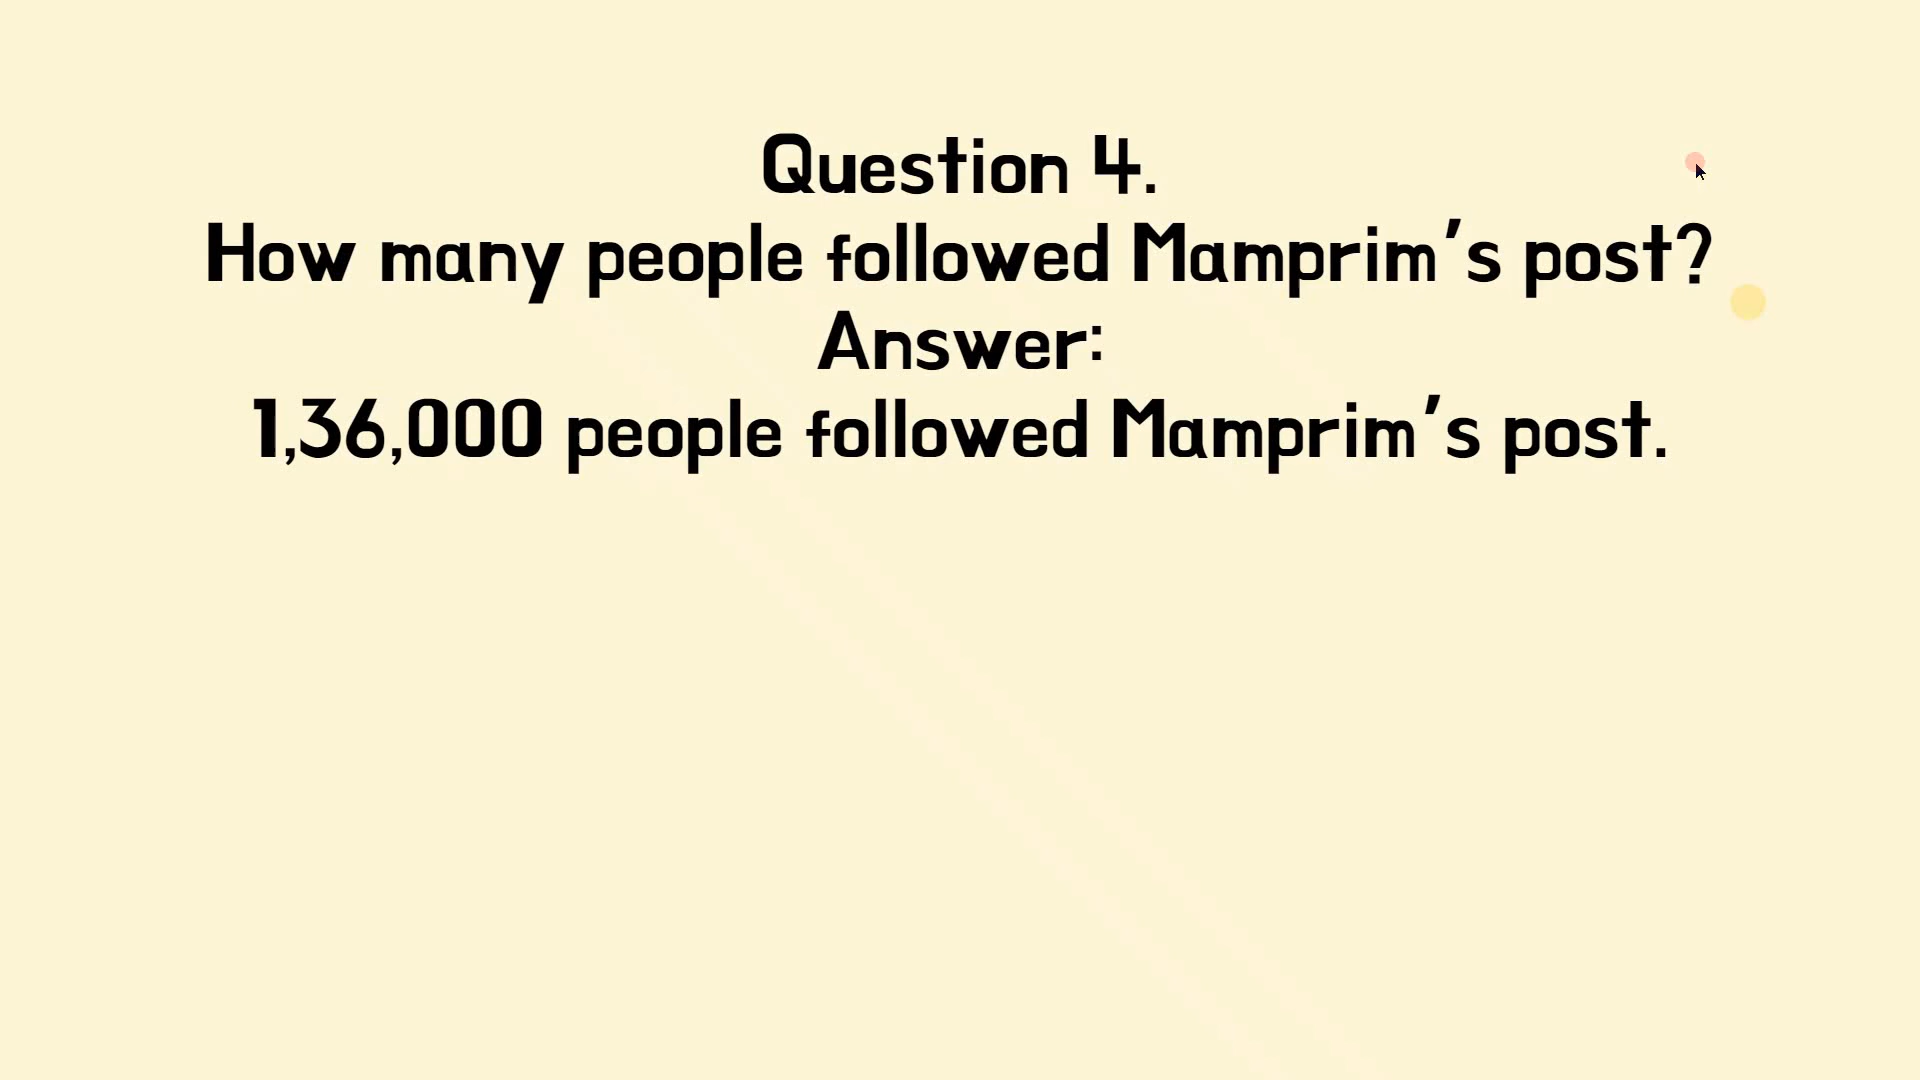 Question 4.
How many people followed Mamprim's post?
Answer:
1,36,000 people followed Mamprim's post.